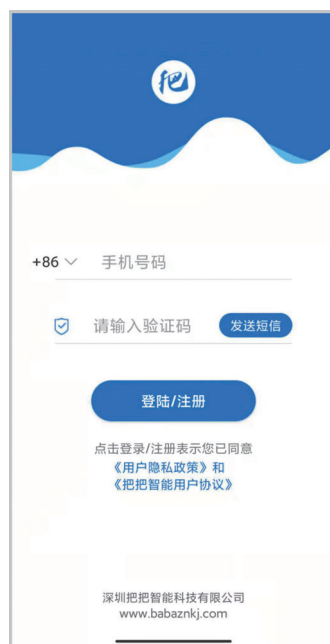 把
+86 手机号码
请输入验证码 发送短信
登陆/注册
点击登录/注册表示您已同意
《用户隐私政策》和
《把把智能用户协议》
深圳把把智能科技有限公司
www.babaznkj.com